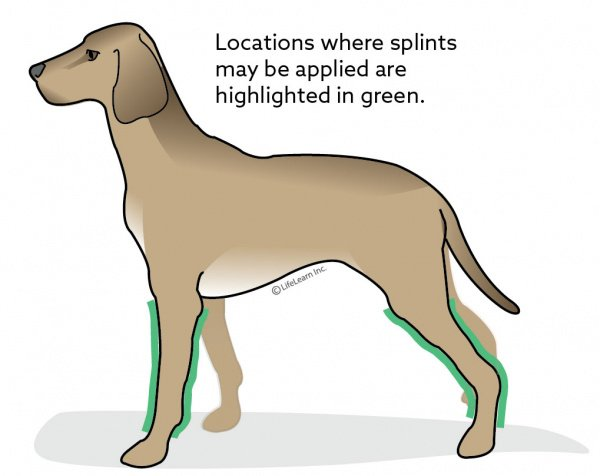 Locations where splints
may be applied are
highlighted in green.
© LifeLearn Inc.